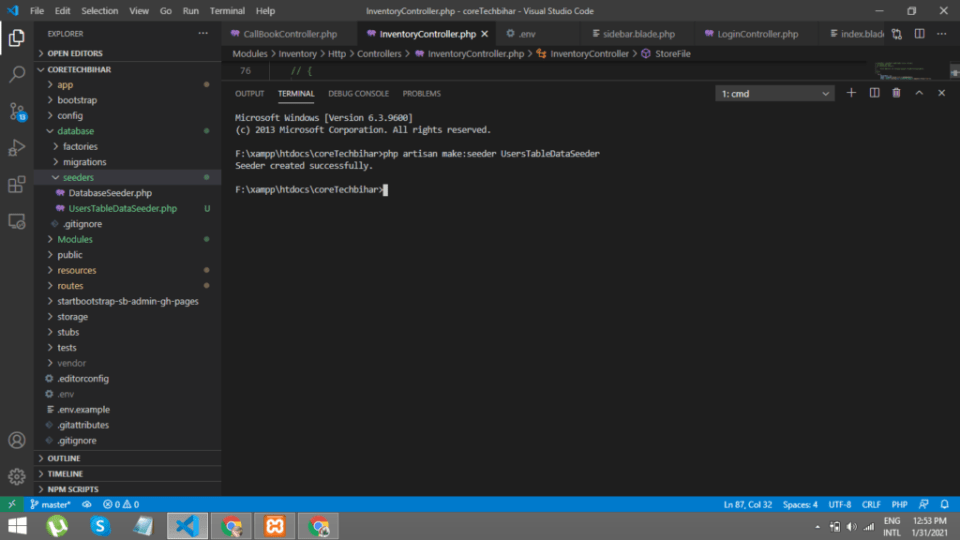 File Edit Selection View Go Run Terminal Help InventoryController.php - coreTechbihar - Visual Studio Code
EXPLORER
CallBookController.php InventoryController.php .env sidebar.blade.php LoginController.php index.blad
OPEN EDITORS
Modules > Inventory > Http > Controllers > InventoryController.php > InventoryController > StoreFile
CORETECHBIHAR
76 // {
app
bootstrap
config
database
factories
migrations
seeders
DatabaseSeeder.php
UsersTableDataSeeder.php U
.gitignore
Modules
public
resources
routes
startbootstrap-sb-admin-gh-pages
storage
stubs
tests
vendor
.editorconfig
.env
.env.example
.gitattributes
.gitignore
OUTLINE
TIMELINE
NPM SCRIPTS
OUTPUT TERMINAL DEBUG CONSOLE PROBLEMS 1: cmd
Microsoft Windows [Version 6.3.9600]
(c) 2013 Microsoft Corporation. All rights reserved.
F:\xampp\htdocs\coreTechbihar>php artisan make:seeder UsersTableDataSeeder
Seeder created successfully.
F:\xampp\htdocs\coreTechbihar>
master* 0 0 Ln 87, Col 32 Spaces: 4 UTF-8 CRLF PHP
ENG 12:53 PM
INTL 1/31/2021